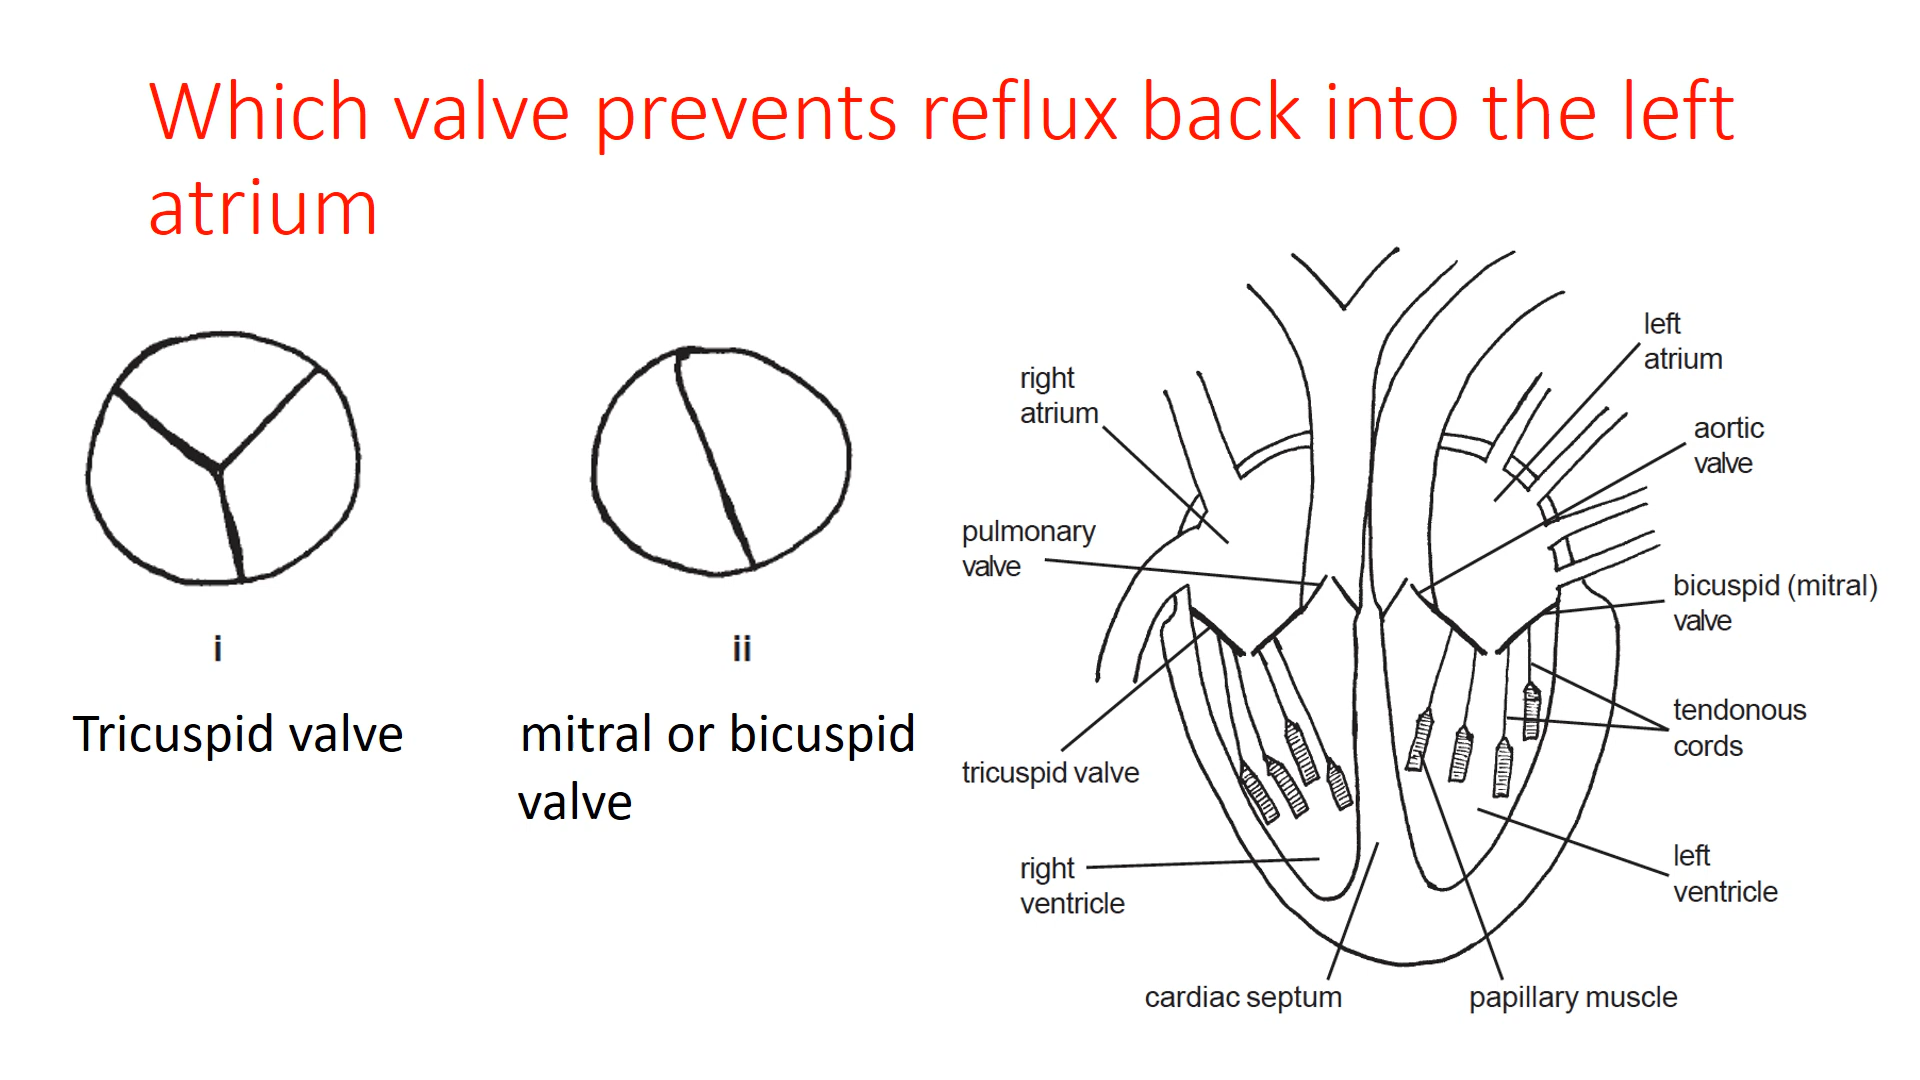 Which valve prevents reflux back into the left
atrium
i
ii
Tricuspid valve
mitral or bicuspid
valve
right
atrium
pulmonary
valve
tricuspid valve
right
ventricle
cardiac septum
left
atrium
aortic
valve
bicuspid (mitral)
valve
tendonous
cords
left
ventricle
papillary muscle